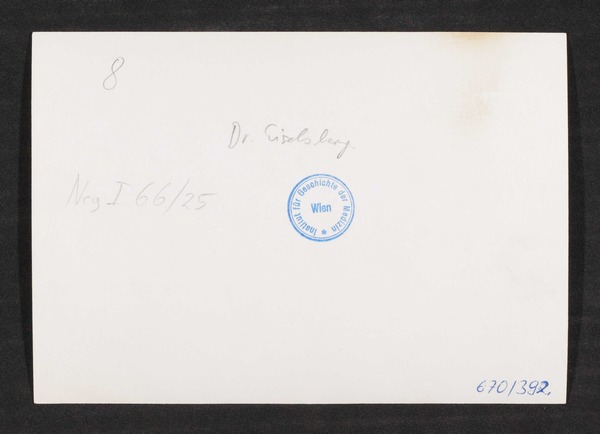 8
Dr. Eiselsberg.
Neg I 66/25
Institut für Geschichte der Medizin *
Wien
670/392.